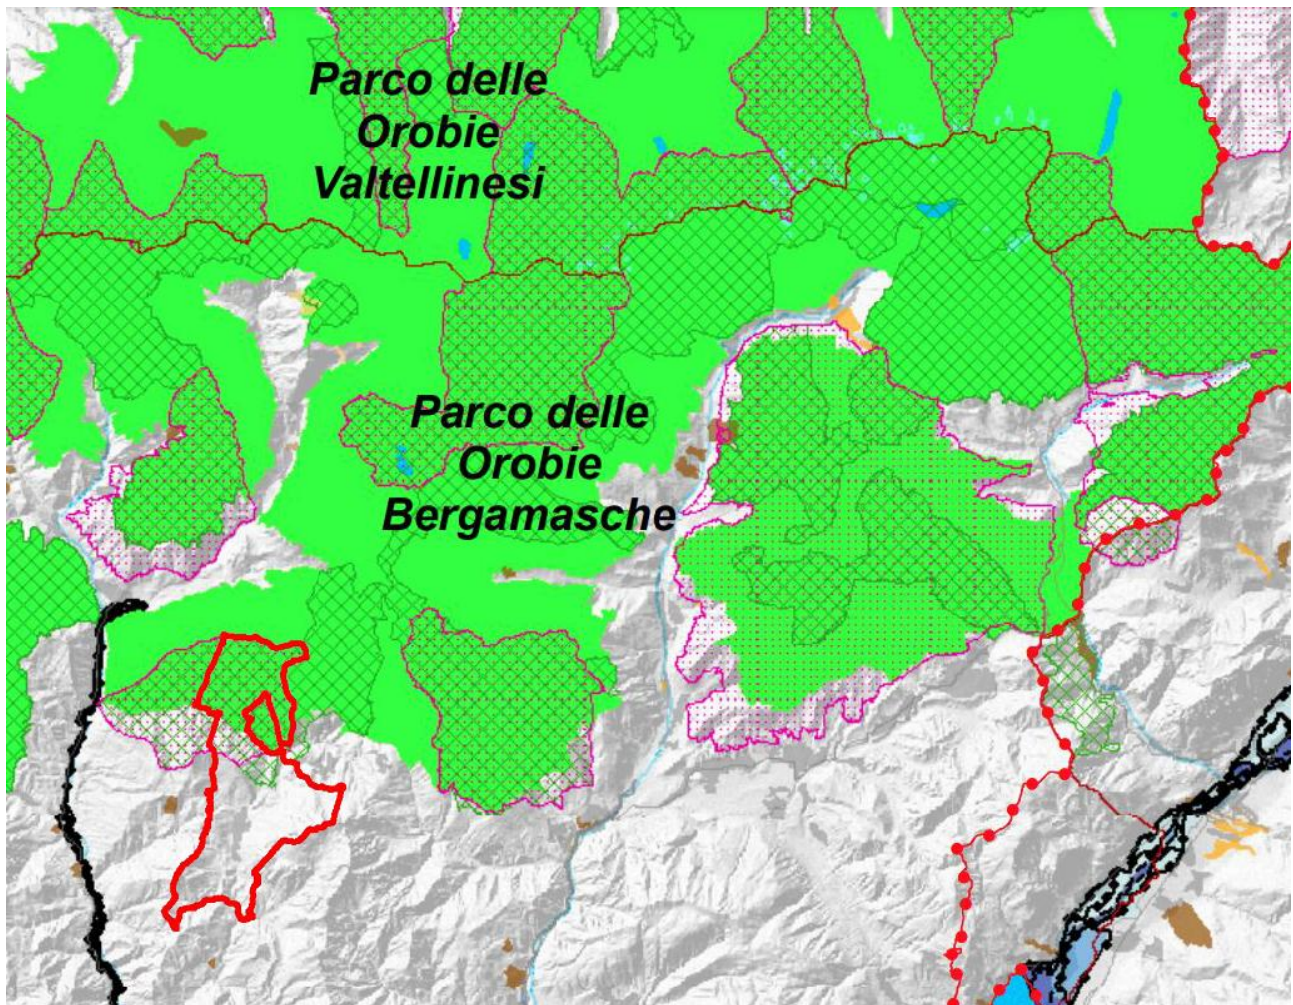 Parco delle
Orobie
Valtellinesi
Parco delle
Orobie
Bergamasche